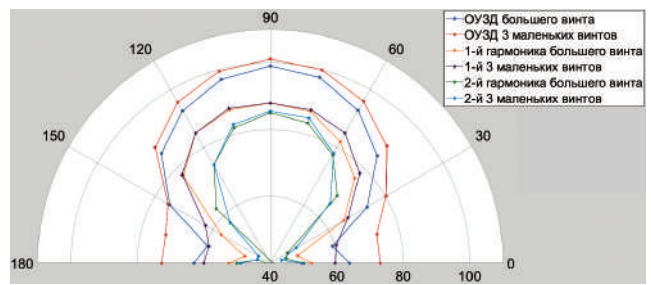 90
120
60
150
30
180
0
40
60
80
100
ОУЗД большего винта
ОУЗД 3 маленьких винтов
1-й гармоника большего винта
1-й 3 маленьких винтов
2-й гармоника большего винта
2-й 3 маленьких винтов